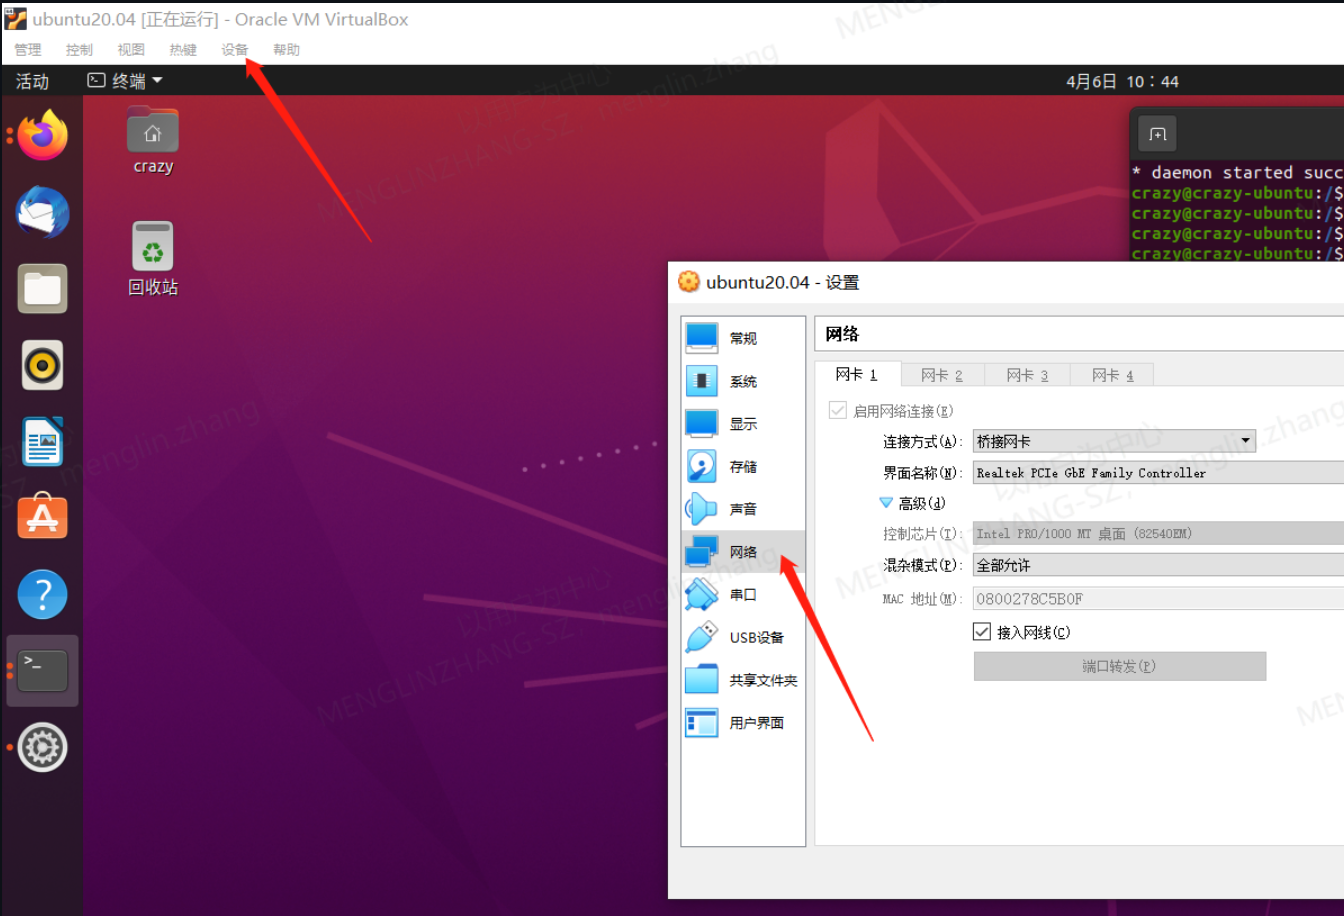 ubuntu20.04 [正在运行] - Oracle VM VirtualBox
管理 控制 视图 热键 设备 帮助
活动 终端 4月6日 10：44
crazy
回收站
* daemon started succ
crazy@crazy-ubuntu:/$
crazy@crazy-ubuntu:/$
crazy@crazy-ubuntu:/$
crazy@crazy-ubuntu:/$
ubuntu20.04 - 设置
常规
系统
显示
存储
声音
网络
串口
USB设备
共享文件夹
用户界面
网络
网卡 1 网卡 2 网卡 3 网卡 4
启用网络连接(E)
连接方式(A): 桥接网卡
界面名称(N): Realtek PCIe GbE Family Controller
高级(d)
控制芯片(T): Intel PRO/1000 MT 桌面 (82540EM)
混杂模式(P): 全部允许
MAC 地址(M): 0800278C5B0F
接入网线(C)
端口转发(P)
以用户为中心
MENGLINZHANG-SZ, menglin.zhang